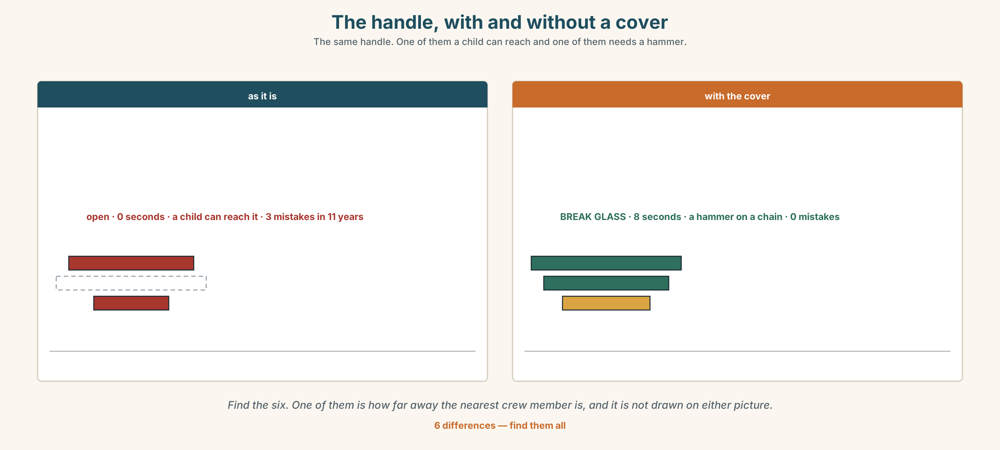 The handle, with and without a cover
The same handle. One of them a child can reach and one of them needs a hammer.
as it is
open · 0 seconds · a child can reach it · 3 mistakes in 11 years
with the cover
BREAK GLASS · 8 seconds · a hammer on a chain · 0 mistakes
Find the six. One of them is how far away the nearest crew member is, and it is not drawn on either picture.
6 differences — find them all